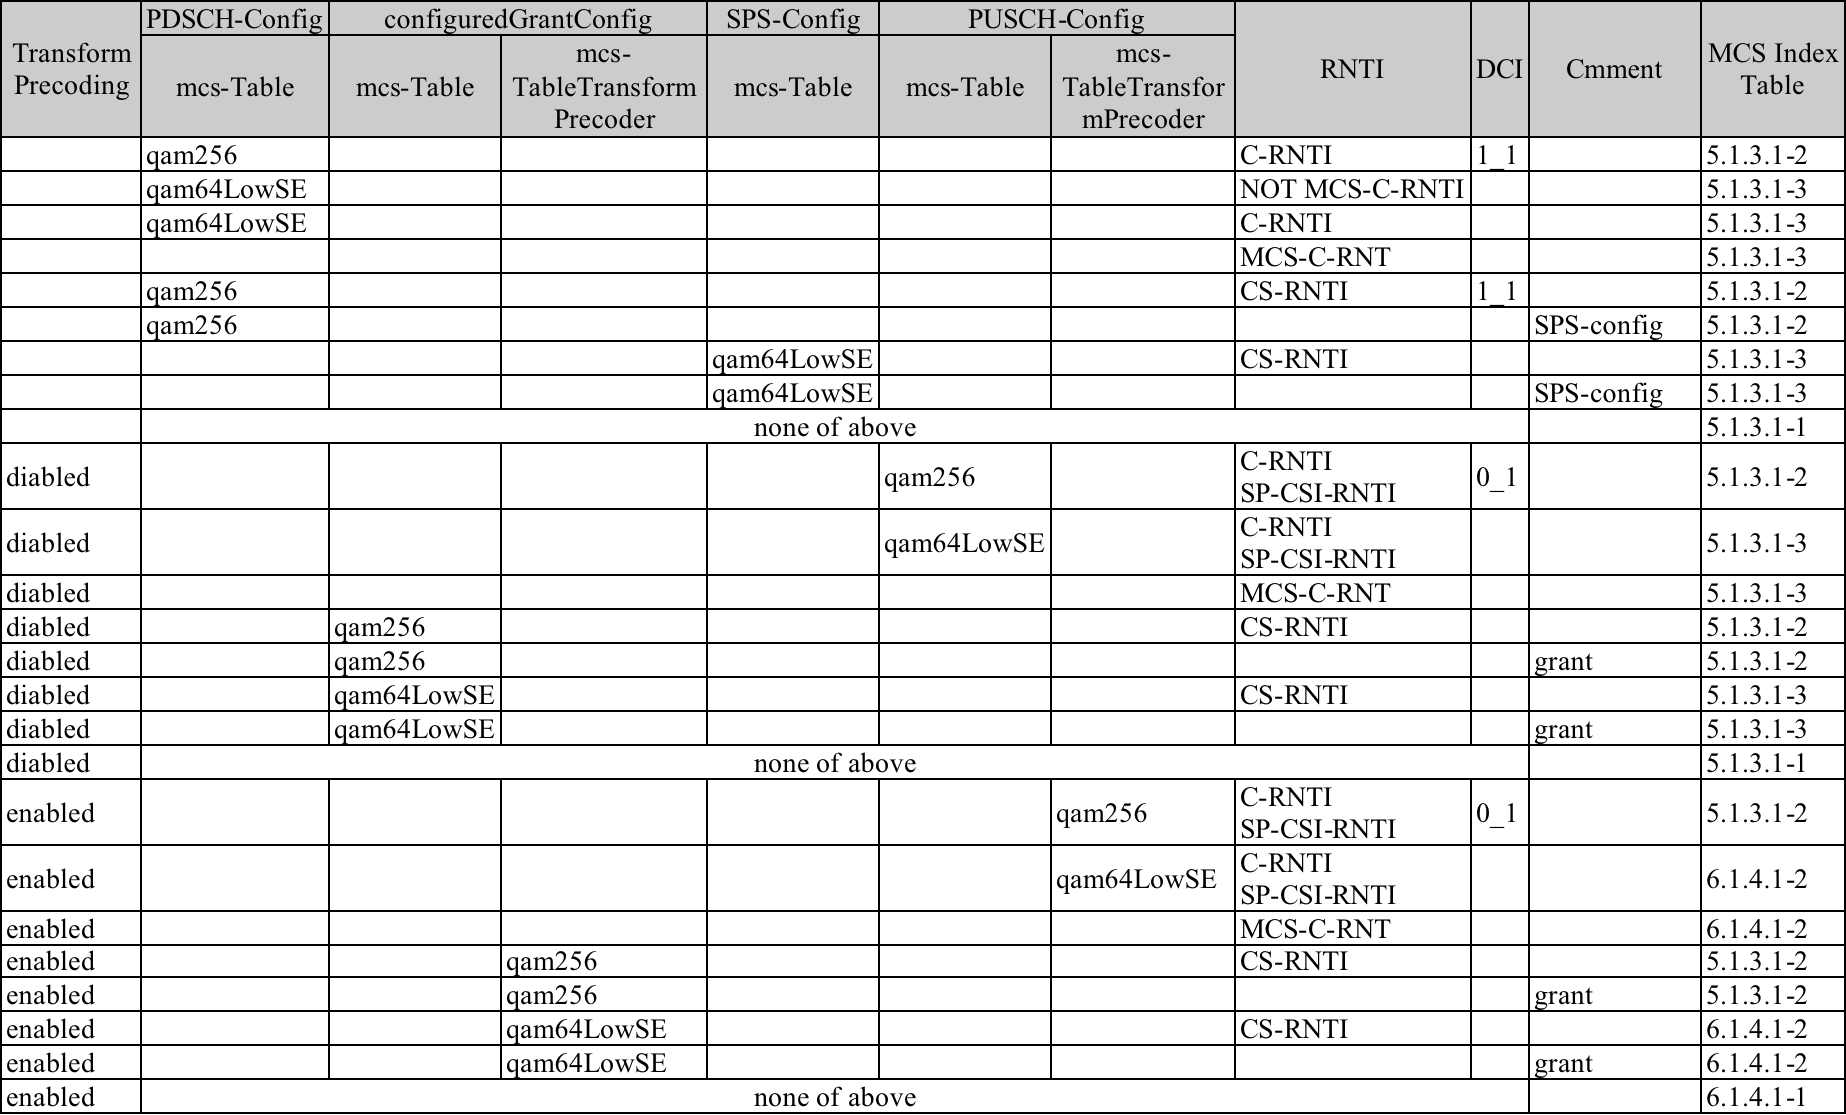 Transform Precoding PDSCH-Config configuredGrantConfig SPS-Config PUSCH-Config RNTI DCI Cmment MCS Index Table
mcs-Table mcs-Table mcs-TableTransformPrecoder mcs-Table mcs-Table mcs-TableTransformPrecoder
qam256 C-RNTI 1_1 5.1.3.1-2
qam64LowSE NOT MCS-C-RNTI 5.1.3.1-3
qam64LowSE C-RNTI 5.1.3.1-3
MCS-C-RNT 5.1.3.1-3
qam256 CS-RNTI 1_1 5.1.3.1-2
qam256 SPS-config 5.1.3.1-2
qam64LowSE CS-RNTI 5.1.3.1-3
qam64LowSE SPS-config 5.1.3.1-3
none of above 5.1.3.1-1
diabled qam256 C-RNTI SP-CSI-RNTI 0_1 5.1.3.1-2
diabled qam64LowSE C-RNTI SP-CSI-RNTI 5.1.3.1-3
diabled MCS-C-RNT 5.1.3.1-3
diabled qam256 CS-RNTI 5.1.3.1-2
diabled qam256 grant 5.1.3.1-2
diabled qam64LowSE CS-RNTI 5.1.3.1-3
diabled qam64LowSE grant 5.1.3.1-3
diabled none of above 5.1.3.1-1
enabled qam256 C-RNTI SP-CSI-RNTI 0_1 5.1.3.1-2
enabled qam64LowSE C-RNTI SP-CSI-RNTI 6.1.4.1-2
enabled MCS-C-RNT 6.1.4.1-2
enabled qam256 CS-RNTI 5.1.3.1-2
enabled qam256 grant 5.1.3.1-2
enabled qam64LowSE CS-RNTI 6.1.4.1-2
enabled qam64LowSE grant 6.1.4.1-2
enabled none of above 6.1.4.1-1